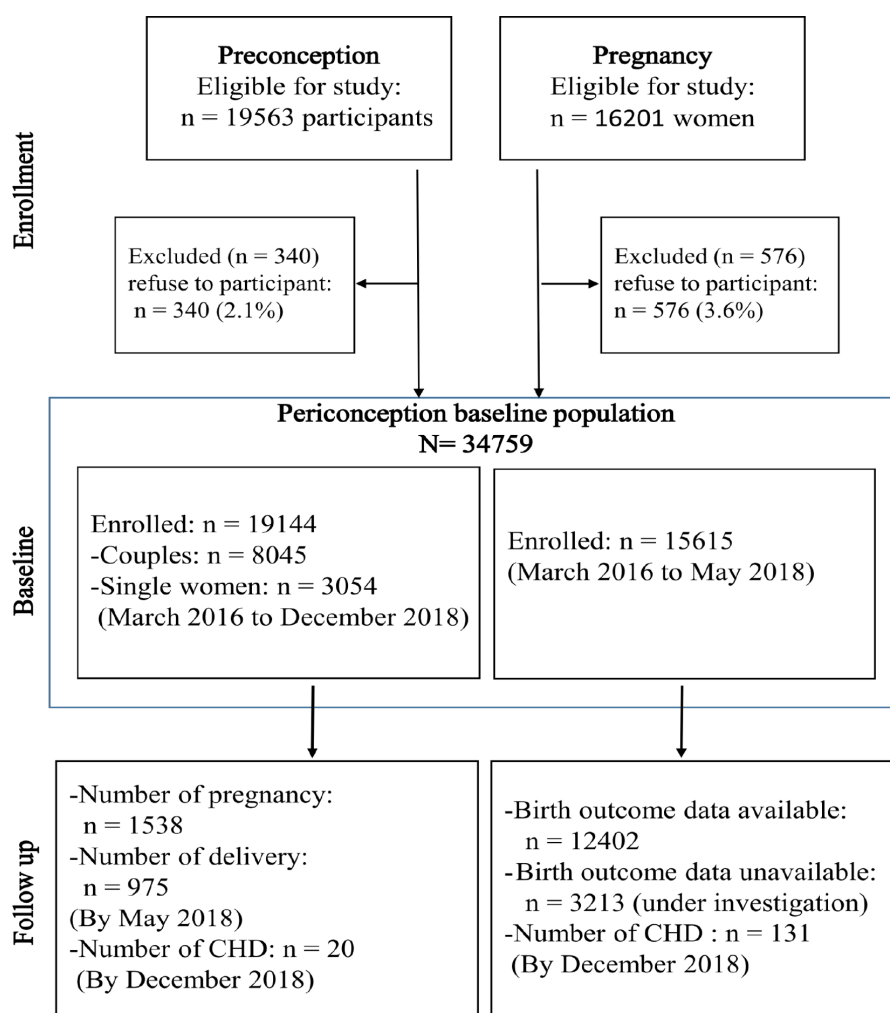 Preconception
Eligible for study:
n = 19563 participants
Pregnancy
Eligible for study:
n = 16201 women
Enrollment
Excluded (n = 340)
refuse to participant:
n = 340 (2.1%)
Excluded (n = 576)
refuse to participant:
n = 576 (3.6%)
Periconception baseline population
N= 34759
Baseline
Enrolled: n = 19144
-Couples: n = 8045
-Single women: n = 3054
(March 2016 to December 2018)
Enrolled: n = 15615
(March 2016 to May 2018)
Follow up
-Number of pregnancy:
n = 1538
-Number of delivery:
n = 975
(By May 2018)
-Number of CHD: n = 20
(By December 2018)
-Birth outcome data available:
n = 12402
-Birth outcome data unavailable:
n = 3213 (under investigation)
-Number of CHD : n = 131
(By December 2018)